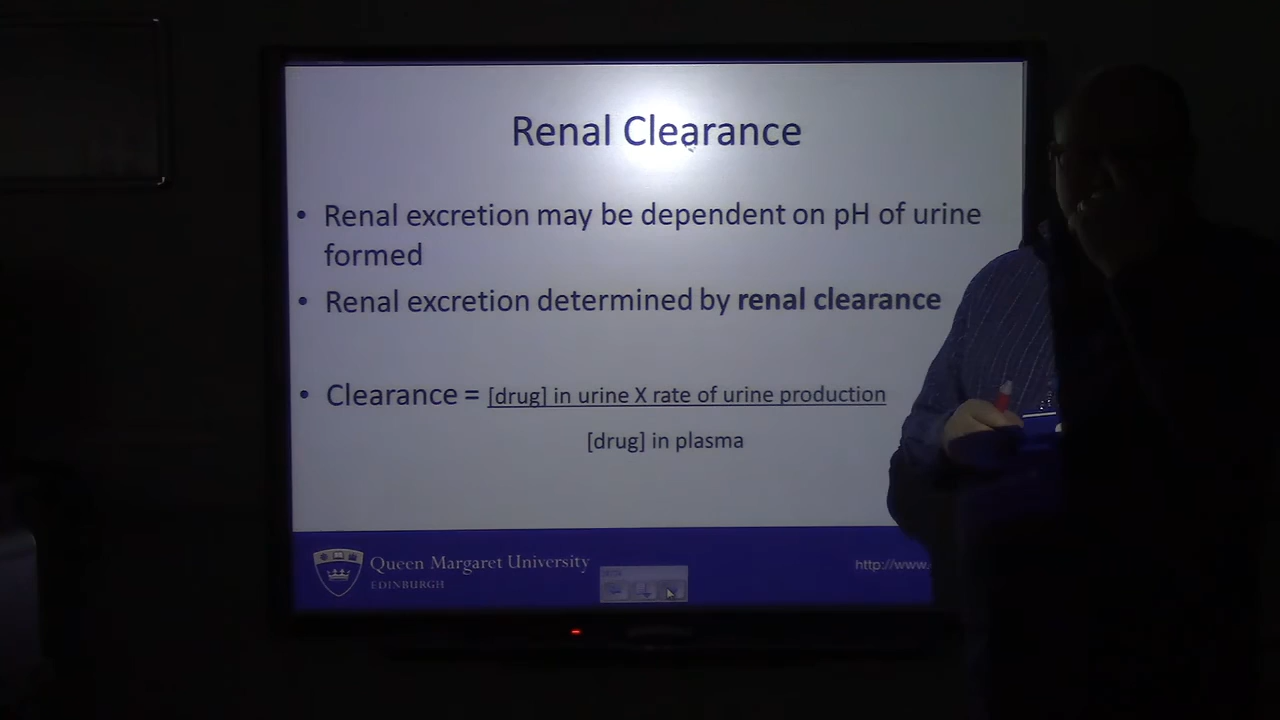 Renal Clearance
• Renal excretion may be dependent on pH of urine
formed
• Renal excretion determined by renal clearance
• Clearance = [drug] in urine X rate of urine production
[drug] in plasma
Queen Margaret University
EDINBURGH
http://www.